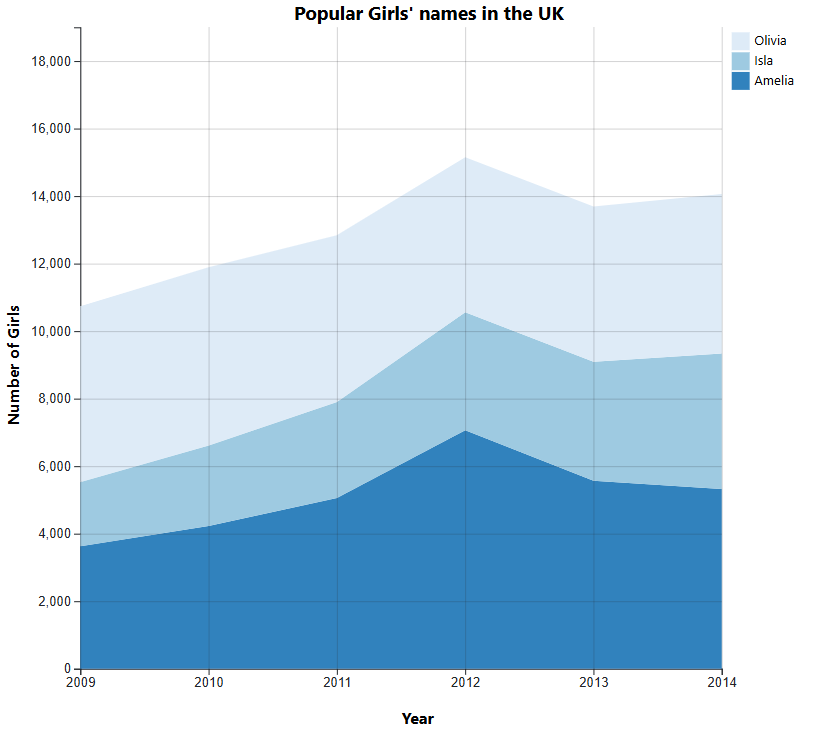 Popular Girls' names in the UK
Olivia
Isla
Amelia
18,000
16,000
14,000
12,000
10,000
8,000
6,000
4,000
2,000
0
Number of Girls
2009 2010 2011 2012 2013 2014
Year